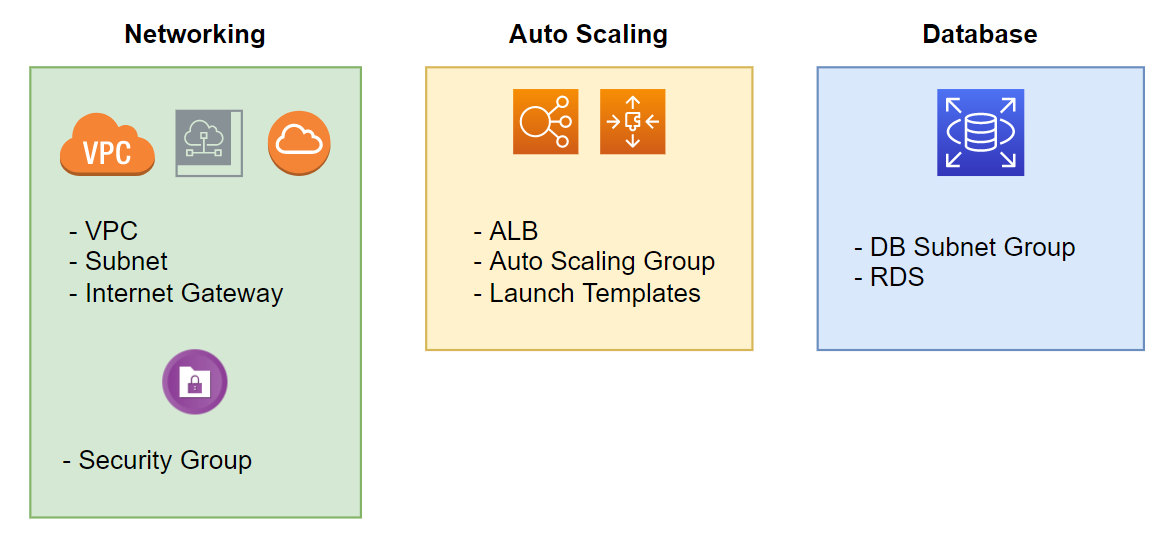 Networking
VPC
- VPC
- Subnet
- Internet Gateway
- Security Group
Auto Scaling
- ALB
- Auto Scaling Group
- Launch Templates
Database
- DB Subnet Group
- RDS